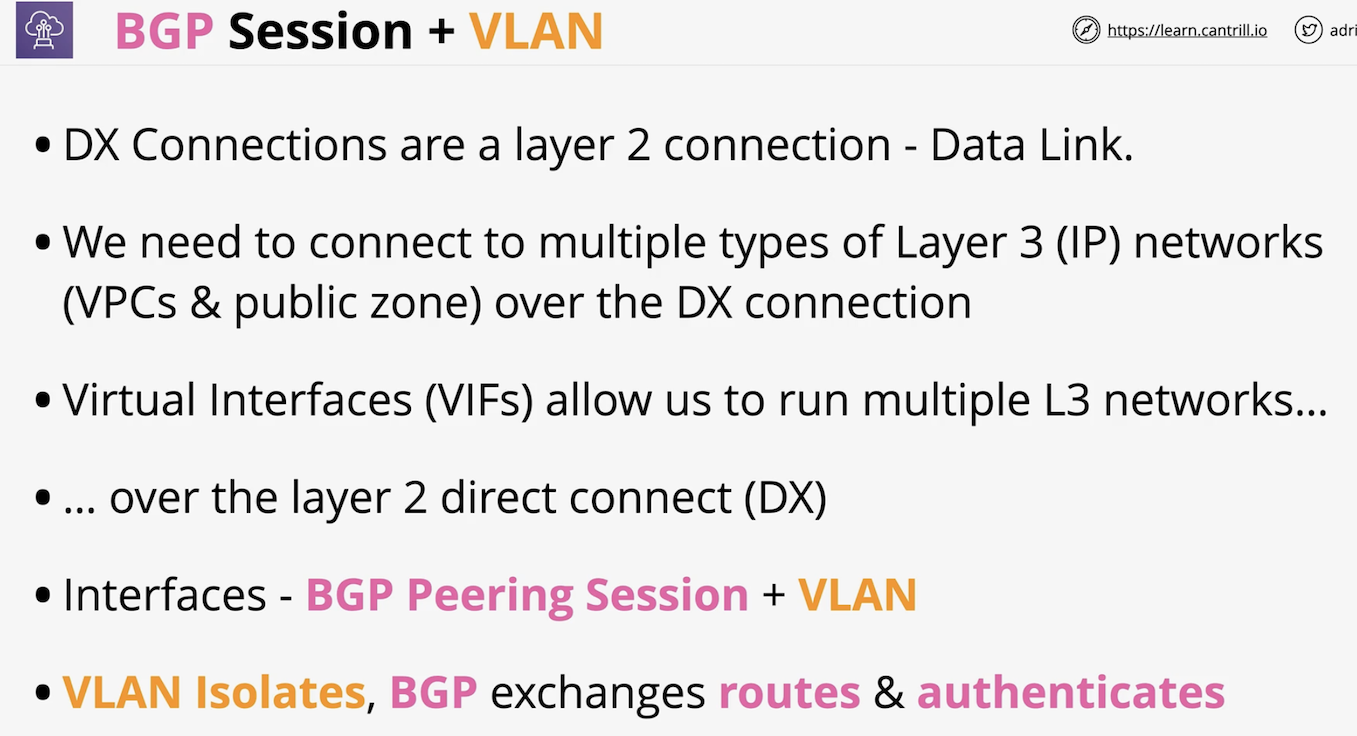 BGP Session + VLAN
https://learn.cantrill.io
adri
• DX Connections are a layer 2 connection - Data Link.
• We need to connect to multiple types of Layer 3 (IP) networks
(VPCs & public zone) over the DX connection
• Virtual Interfaces (VIFs) allow us to run multiple L3 networks...
• ... over the layer 2 direct connect (DX)
• Interfaces - BGP Peering Session + VLAN
• VLAN Isolates, BGP exchanges routes & authenticates